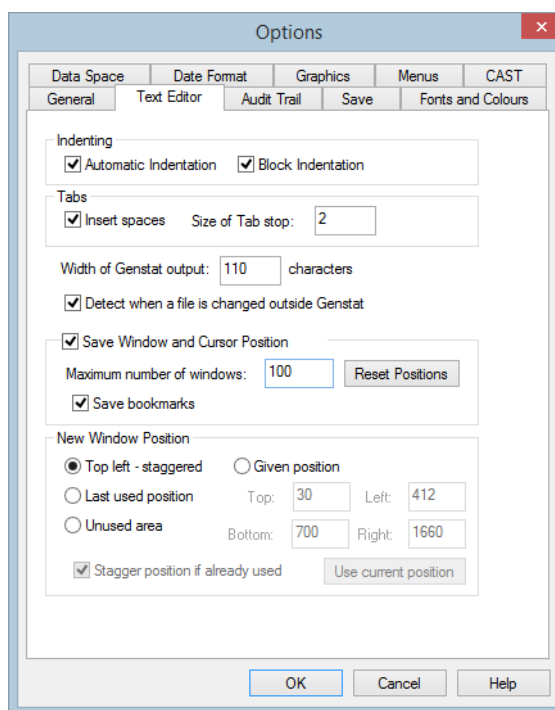 Options
Data Space Date Format Graphics Menus CAST
General Text Editor Audit Trail Save Fonts and Colours
Indenting
Automatic Indentation Block Indentation
Tabs
Insert spaces Size of Tab stop: 2
Width of Genstat output: 110 characters
Detect when a file is changed outside Genstat
Save Window and Cursor Position
Maximum number of windows: 100 Reset Positions
Save bookmarks
New Window Position
Top left - staggered Given position
Last used position Top: 30 Left: 412
Unused area Bottom: 700 Right: 1660
Stagger position if already used Use current position
OK Cancel Help